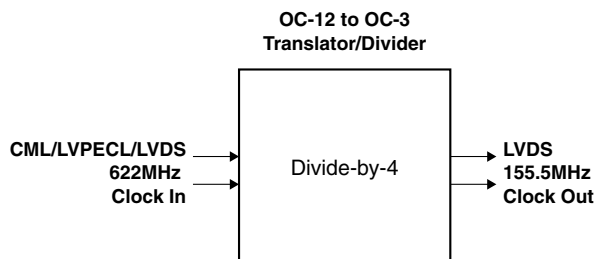 OC-12 to OC-3
Translator/Divider
CML/LVPECL/LVDS
622MHz
Clock In
Divide-by-4
LVDS
155.5MHz
Clock Out